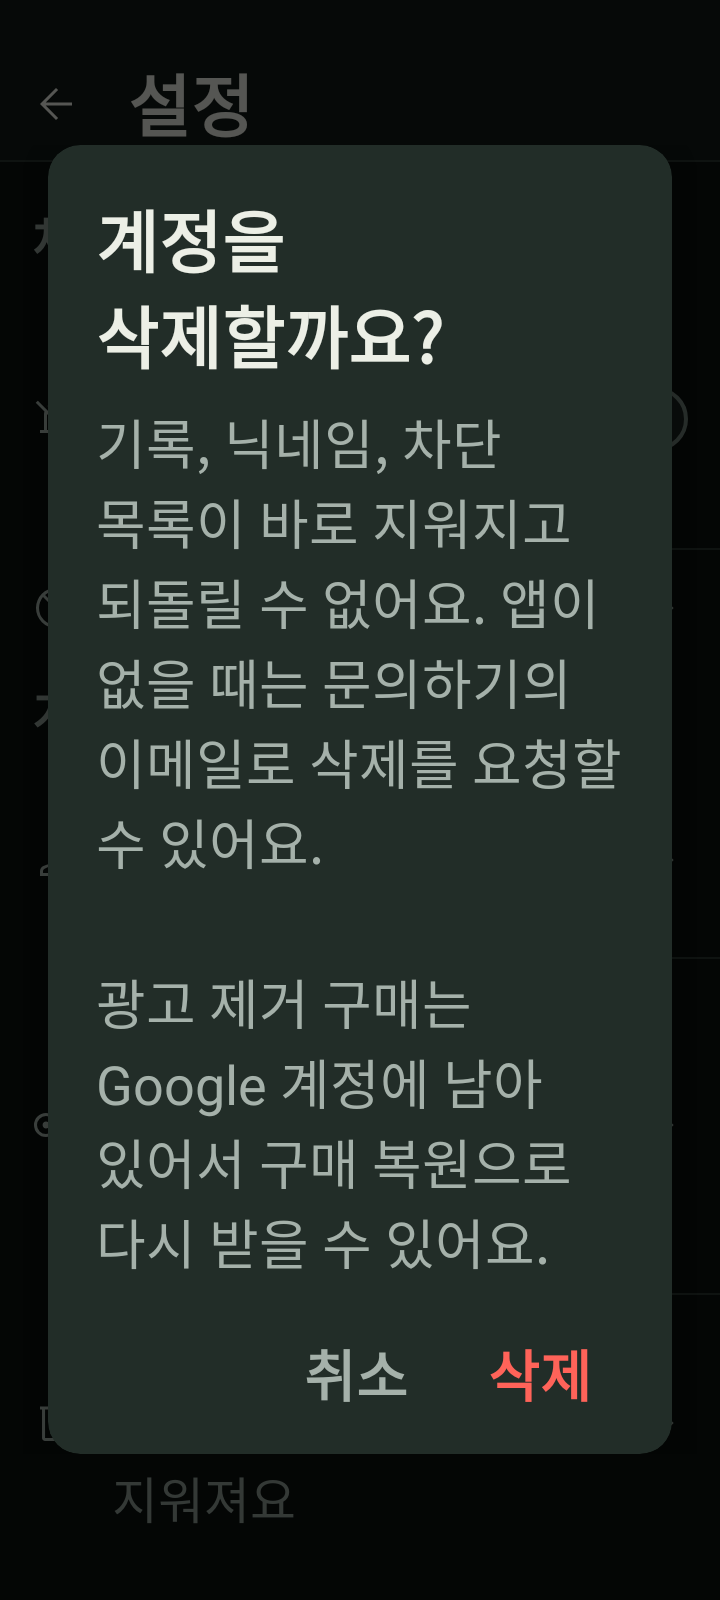 설정
계정을
삭제할까요?
기록, 닉네임, 차단
목록이 바로 지워지고
되돌릴 수 없어요. 앱이
없을 때는 문의하기의
이메일로 삭제를 요청할
수 있어요.
광고 제거 구매는
Google 계정에 남아
있어서 구매 복원으로
다시 받을 수 있어요.
취소 삭제
지워져요